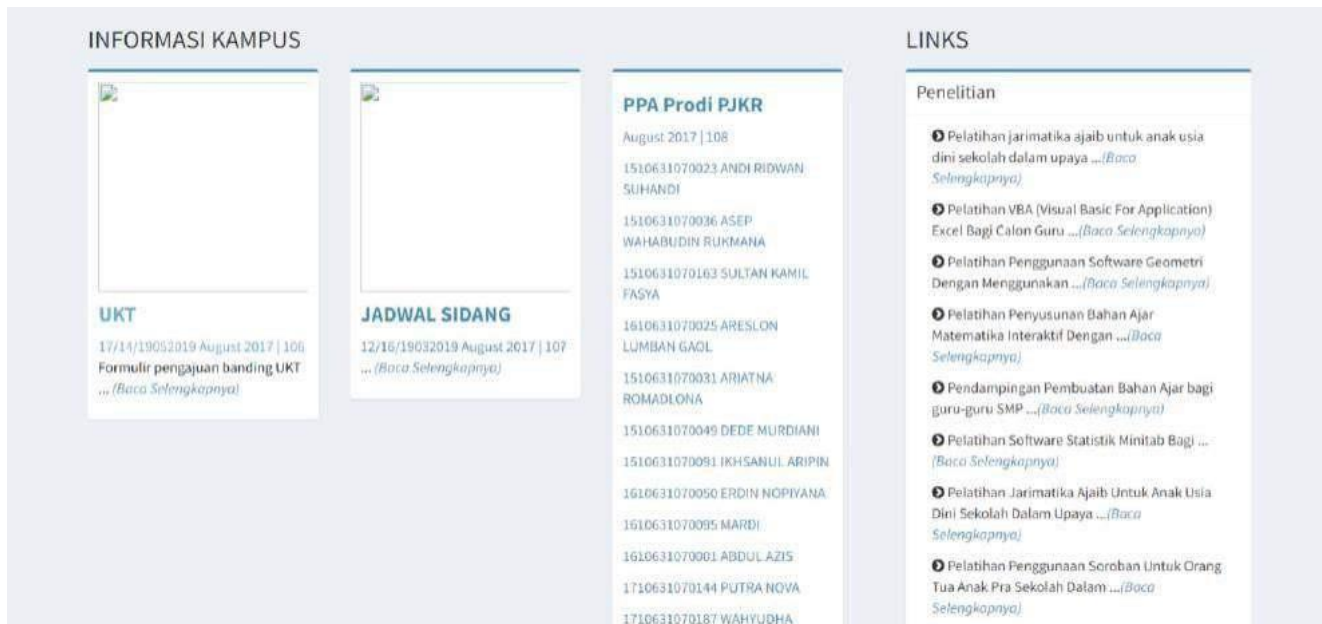 INFORMASI KAMPUS
UKT
17/14/19052019 August 2017 | 106
Formulir pengajuan banding UKT
... (Baca Selengkapnya)
JADWAL SIDANG
12/16/19032019 August 2017 | 107
... (Baca Selengkapnya)
PPA Prodi PJKR
August 2017 | 108
1510631070023 ANDI RIDWAN
SUHANDI
1510631070036 ASEP
WAHABUDIN RUKMANA
1510631070163 SULTAN KAMIL
FASYA
1610631070025 ARESLON
LUMBAN GAOL
1510631070031 ARIATNA
ROMADLONA
1510631070049 DEDE MURDIANI
1510631070091 IKHSANUL ARIPIN
1610631070050 ERDIN NOPIYANA
1610631070095 MARDI
1610631070001 ABDUL AZIS
1710631070144 PUTRA NOVA
1710631070187 WAHYUDHA
LINKS
Penelitian
Pelatihan jarimatika ajaib untuk anak usia
dini sekolah dalam upaya ...(Baca
Selengkapnya)
Pelatihan VBA (Visual Basic For Application)
Excel Bagi Calon Guru ...(Baca Selengkapnya)
Pelatihan Penggunaan Software Geometri
Dengan Menggunakan ...(Baca Selengkapnya)
Pelatihan Penyusunan Bahan Ajar
Matematika Interaktif Dengan ...(Baca
Selengkapnya)
Pendampingan Pembuatan Bahan Ajar bagi
guru-guru SMP ...(Baca Selengkapnya)
Pelatihan Software Statistik Minitab Bagi ...
(Baca Selengkapnya)
Pelatihan Jarimatika Ajaib Untuk Anak Usia
Dini Sekolah Dalam Upaya ...(Baca
Selengkapnya)
Pelatihan Penggunaan Soroban Untuk Orang
Tua Anak Pra Sekolah Dalam ...(Baca
Selengkapnya)